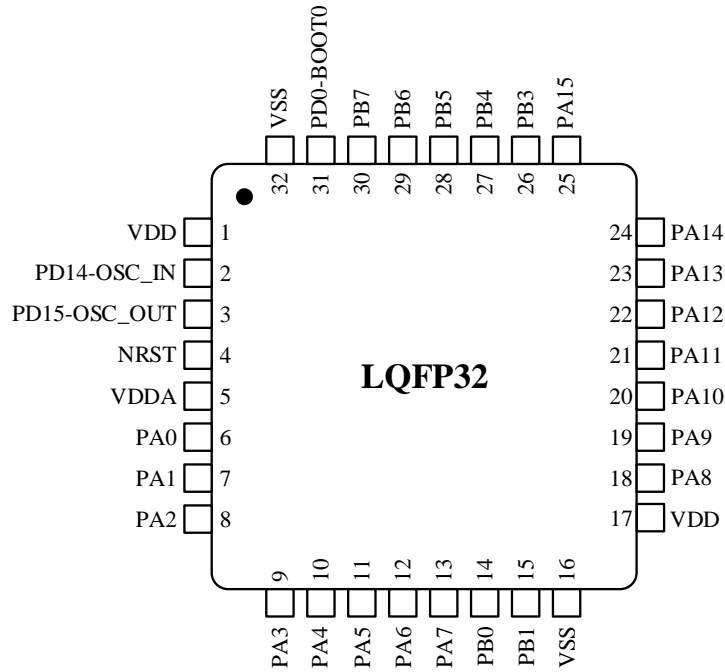 VSS
PD0-BOOT0
PB7
PB6
PB5
PB4
PB3
PA15
32
31
30
29
28
27
26
25
VDD 1
PD14-OSC_IN 2
PD15-OSC_OUT 3
NRST 4
VDDA 5
PA0 6
PA1 7
PA2 8
LQFP32
24 PA14
23 PA13
22 PA12
21 PA11
20 PA10
19 PA9
18 PA8
17 VDD
9
10
11
12
13
14
15
16
PA3
PA4
PA5
PA6
PA7
PB0
PB1
VSS